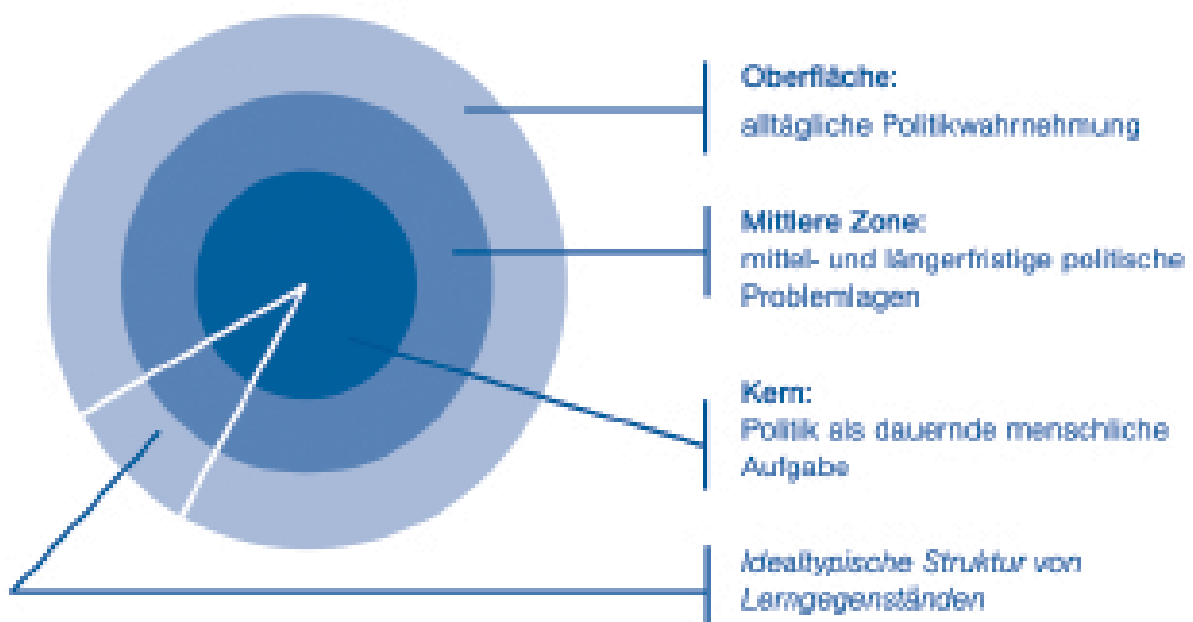 Oberfläche:
alltägliche Politikwahrnehmung
Mittlere Zone:
mittel- und längerfristige politische
Problemlagen
Kern:
Politik als dauernde menschliche
Aufgabe
Idealtypische Struktur von
Lerngegenständen